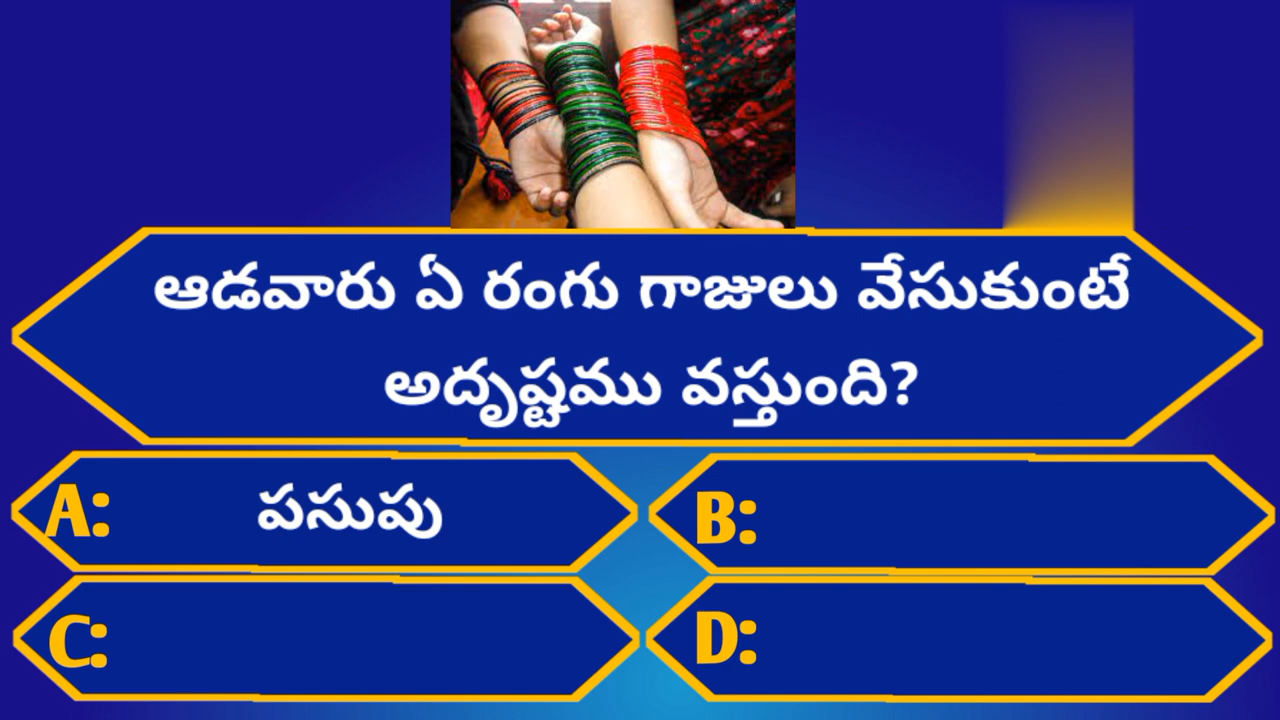 ఆడవారు ఏ రంగు గాజులు వేసుకుంటే
అదృష్టము వస్తుంది?
A: పసుపు
B:
C:
D: